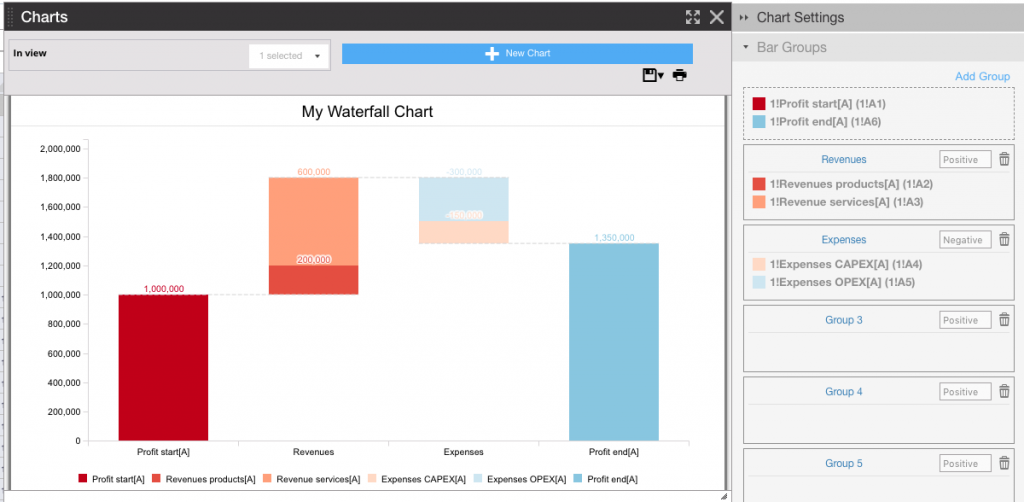 Charts
In view
1 selected
New Chart
My Waterfall Chart
2,000,000
1,800,000
1,600,000
1,400,000
1,200,000
1,000,000
800,000
600,000
400,000
200,000
0
1,000,000
600,000
200,000
-300,000
1,350,000
Profit start[A]
Revenues
Expenses
Profit end[A]
Profit start[A] Revenues products[A] Revenue services[A] Expenses CAPEX[A] Expenses OPEX[A] Profit end[A]
Chart Settings
Bar Groups
Add Group
1!Profit start[A] (1!A1)
1!Profit end[A] (1!A6)
Revenues Positive
1!Revenues products[A] (1!A2)
1!Revenue services[A] (1!A3)
Expenses Negative
1!Expenses CAPEX[A] (1!A4)
1!Expenses OPEX[A] (1!A5)
Group 3 Positive
Group 4 Positive
Group 5 Positive